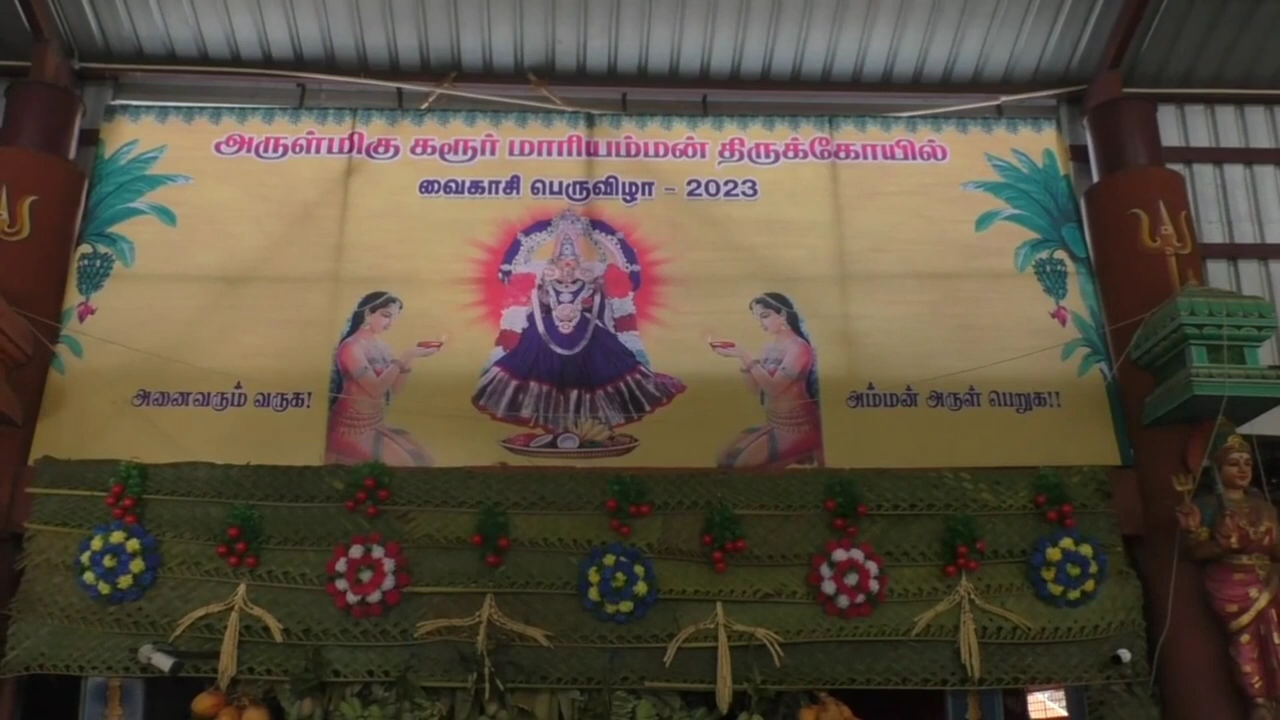 அருள்மிகு கரூர் மாரியம்மன் திருக்கோயில்
வைகாசி பெருவிழா - 2023
அனைவரும் வருக!
அம்மன் அருள் பெறுக!!